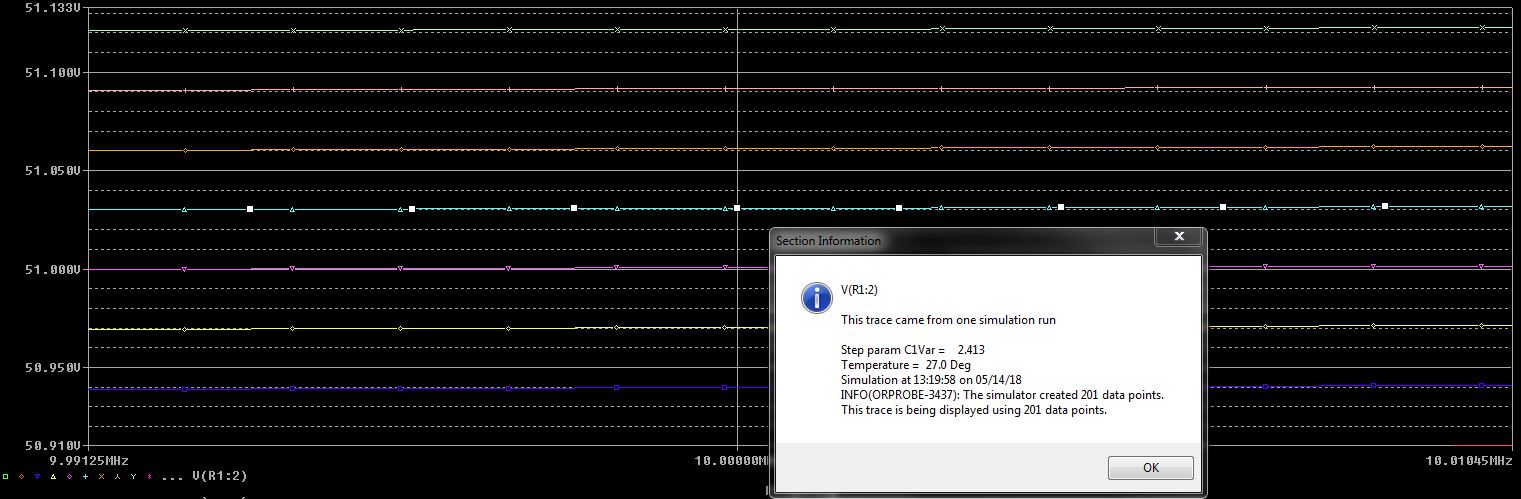 51.133V
51.100V
51.050V
51.000V
50.950V
50.910V
9.99125MHz
10.00000M
10.01045MHz
... V(R1:2)
Section Information
V(R1:2)
This trace came from one simulation run
Step param C1Var = 2.413
Temperature = 27.0 Deg
Simulation at 13:19:58 on 05/14/18
INFO(ORPROBE-3437): The simulator created 201 data points.
This trace is being displayed using 201 data points.
OK